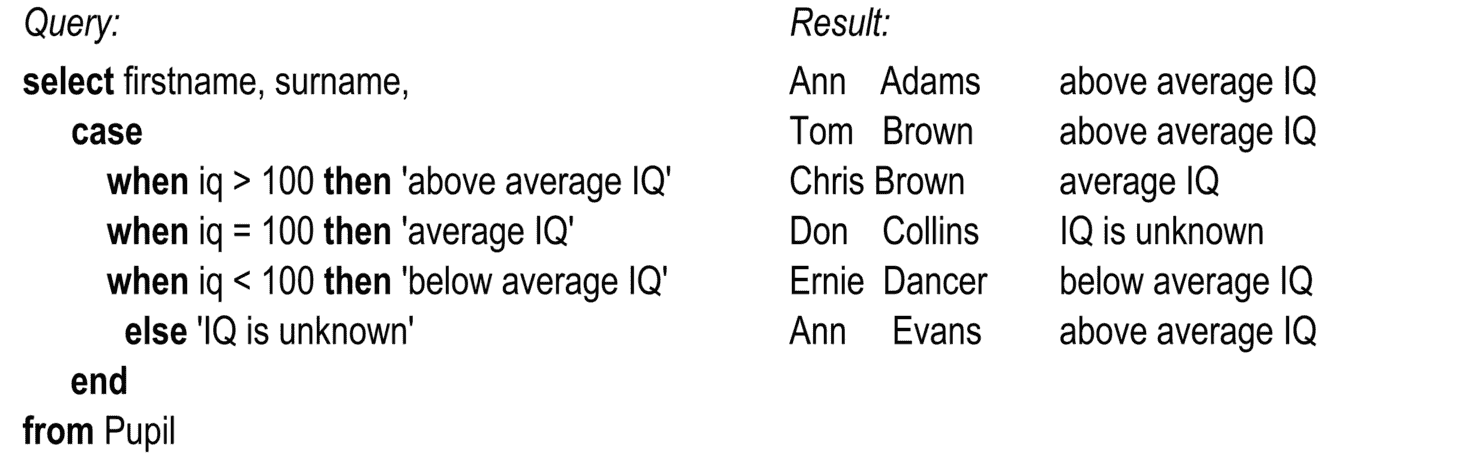 Query:
select firstname, surname,
case
when iq > 100 then 'above average IQ'
when iq = 100 then 'average IQ'
when iq < 100 then 'below average IQ'
else 'IQ is unknown'
end
from Pupil
Result:
Ann Adams above average IQ
Tom Brown above average IQ
Chris Brown average IQ
Don Collins IQ is unknown
Ernie Dancer below average IQ
Ann Evans above average IQ